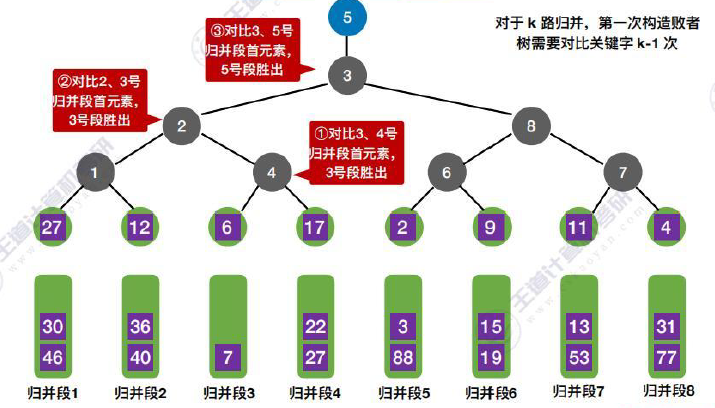 5
对于 k 路归并，第一次构造败者
树需要对比关键字 k-1 次
③对比3、5号
归并段首元素，
5号段胜出
3
②对比2、3号
归并段首元素，
3号段胜出
2
8
①对比3、4号
归并段首元素，
3号段胜出
1
4
6
7
27 12 6 17 2 9 11 4
30 36 22 3 15 13 31
46 40 7 27 88 19 53 77
归并段1 归并段2 归并段3 归并段4 归并段5 归并段6 归并段7 归并段8
王道计算机考研